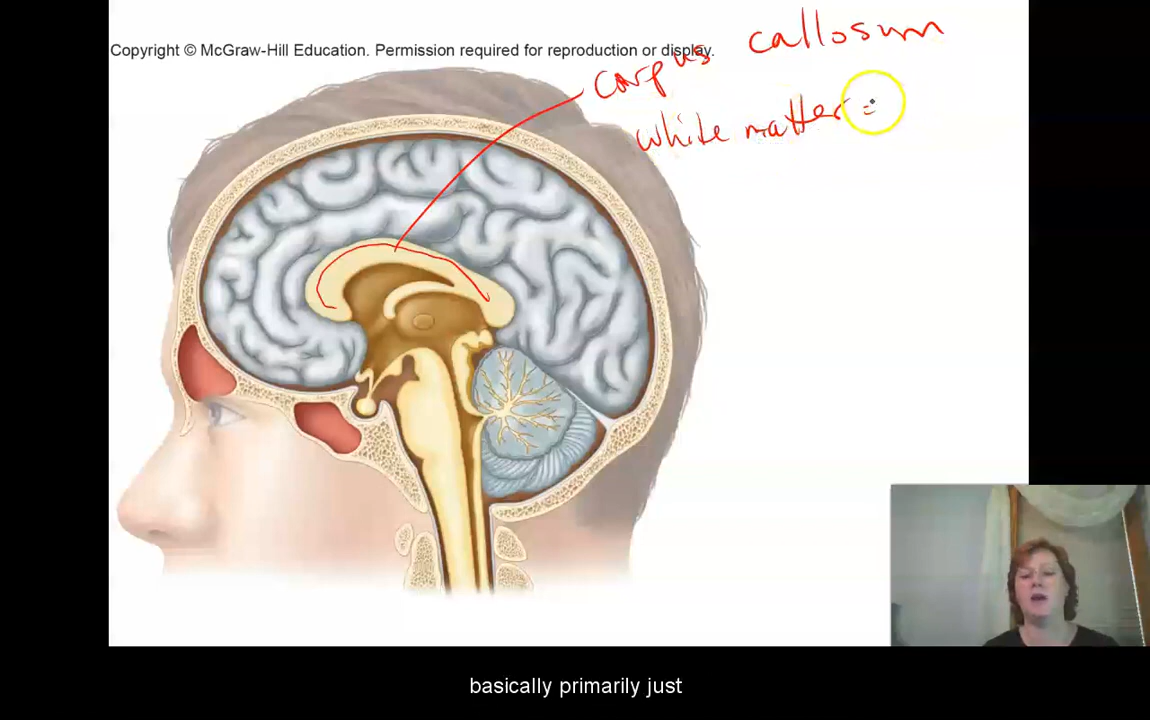 Copyright © McGraw-Hill Education. Permission required for reproduction or display.
corpus callosum
white matter =
basically primarily just